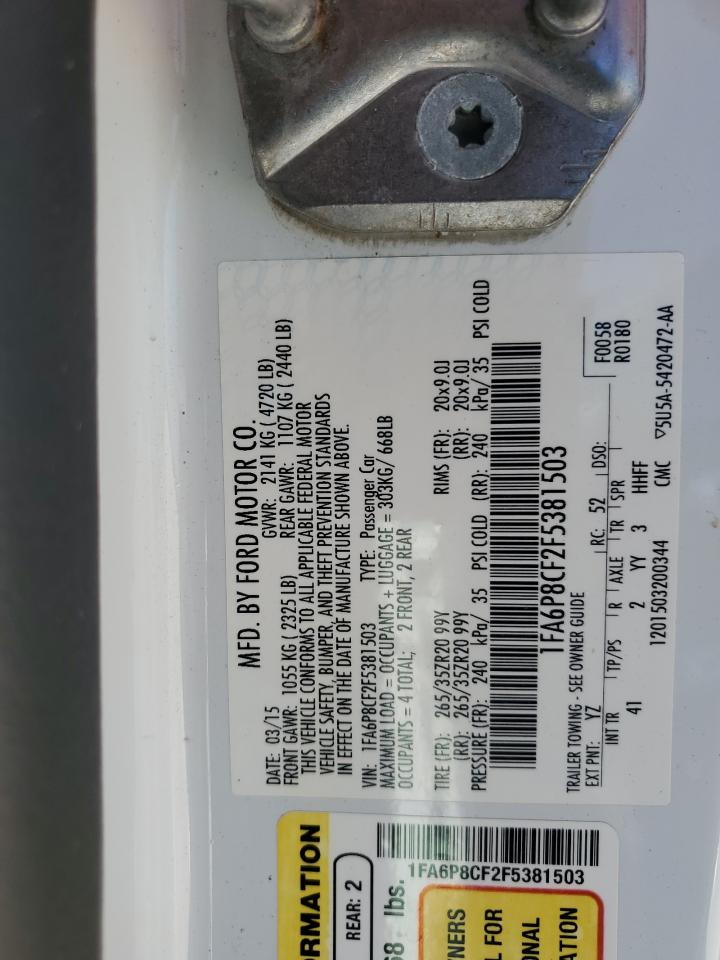 MFD. BY FORD MOTOR CO.
DATE: 03/15 GVWR: 2141 KG ( 4720 LB)
FRONT GAWR: 1055 KG ( 2325 LB) REAR GAWR: 1107 KG ( 2440 LB)
THIS VEHICLE CONFORMS TO ALL APPLICABLE FEDERAL MOTOR
VEHICLE SAFETY, BUMPER, AND THEFT PREVENTION STANDARDS
IN EFFECT ON THE DATE OF MANUFACTURE SHOWN ABOVE.
VIN: 1FA6P8CF2F5381503 TYPE: Passenger Car
MAXIMUM LOAD = OCCUPANTS + LUGGAGE = 303KG/ 668LB
OCCUPANTS = 4 TOTAL; 2 FRONT, 2 REAR
TIRE (FR): 265/35ZR20 99Y RIMS (FR): 20x9.0J
(RR): 265/35ZR20 99Y (RR): 20x9.0J
PRESSURE (FR): 240 kPa/ 35 PSI COLD (RR): 240 kPa/ 35 PSI COLD
1FA6P8CF2F5381503
TRAILER TOWING - SEE OWNER GUIDE
EXT PNT: YZ RC: 52 DSO: F0058
INT TR TP/PS R AXLE TR SPR R0180
41 2 YY 3 HHFF
1201503200344 CMC ▽5U5A-5420472-AA
ORMATION
REAR: 2
68 lbs.
1FA6P8CF2F5381503
NERS
L FOR
ONAL
ATION